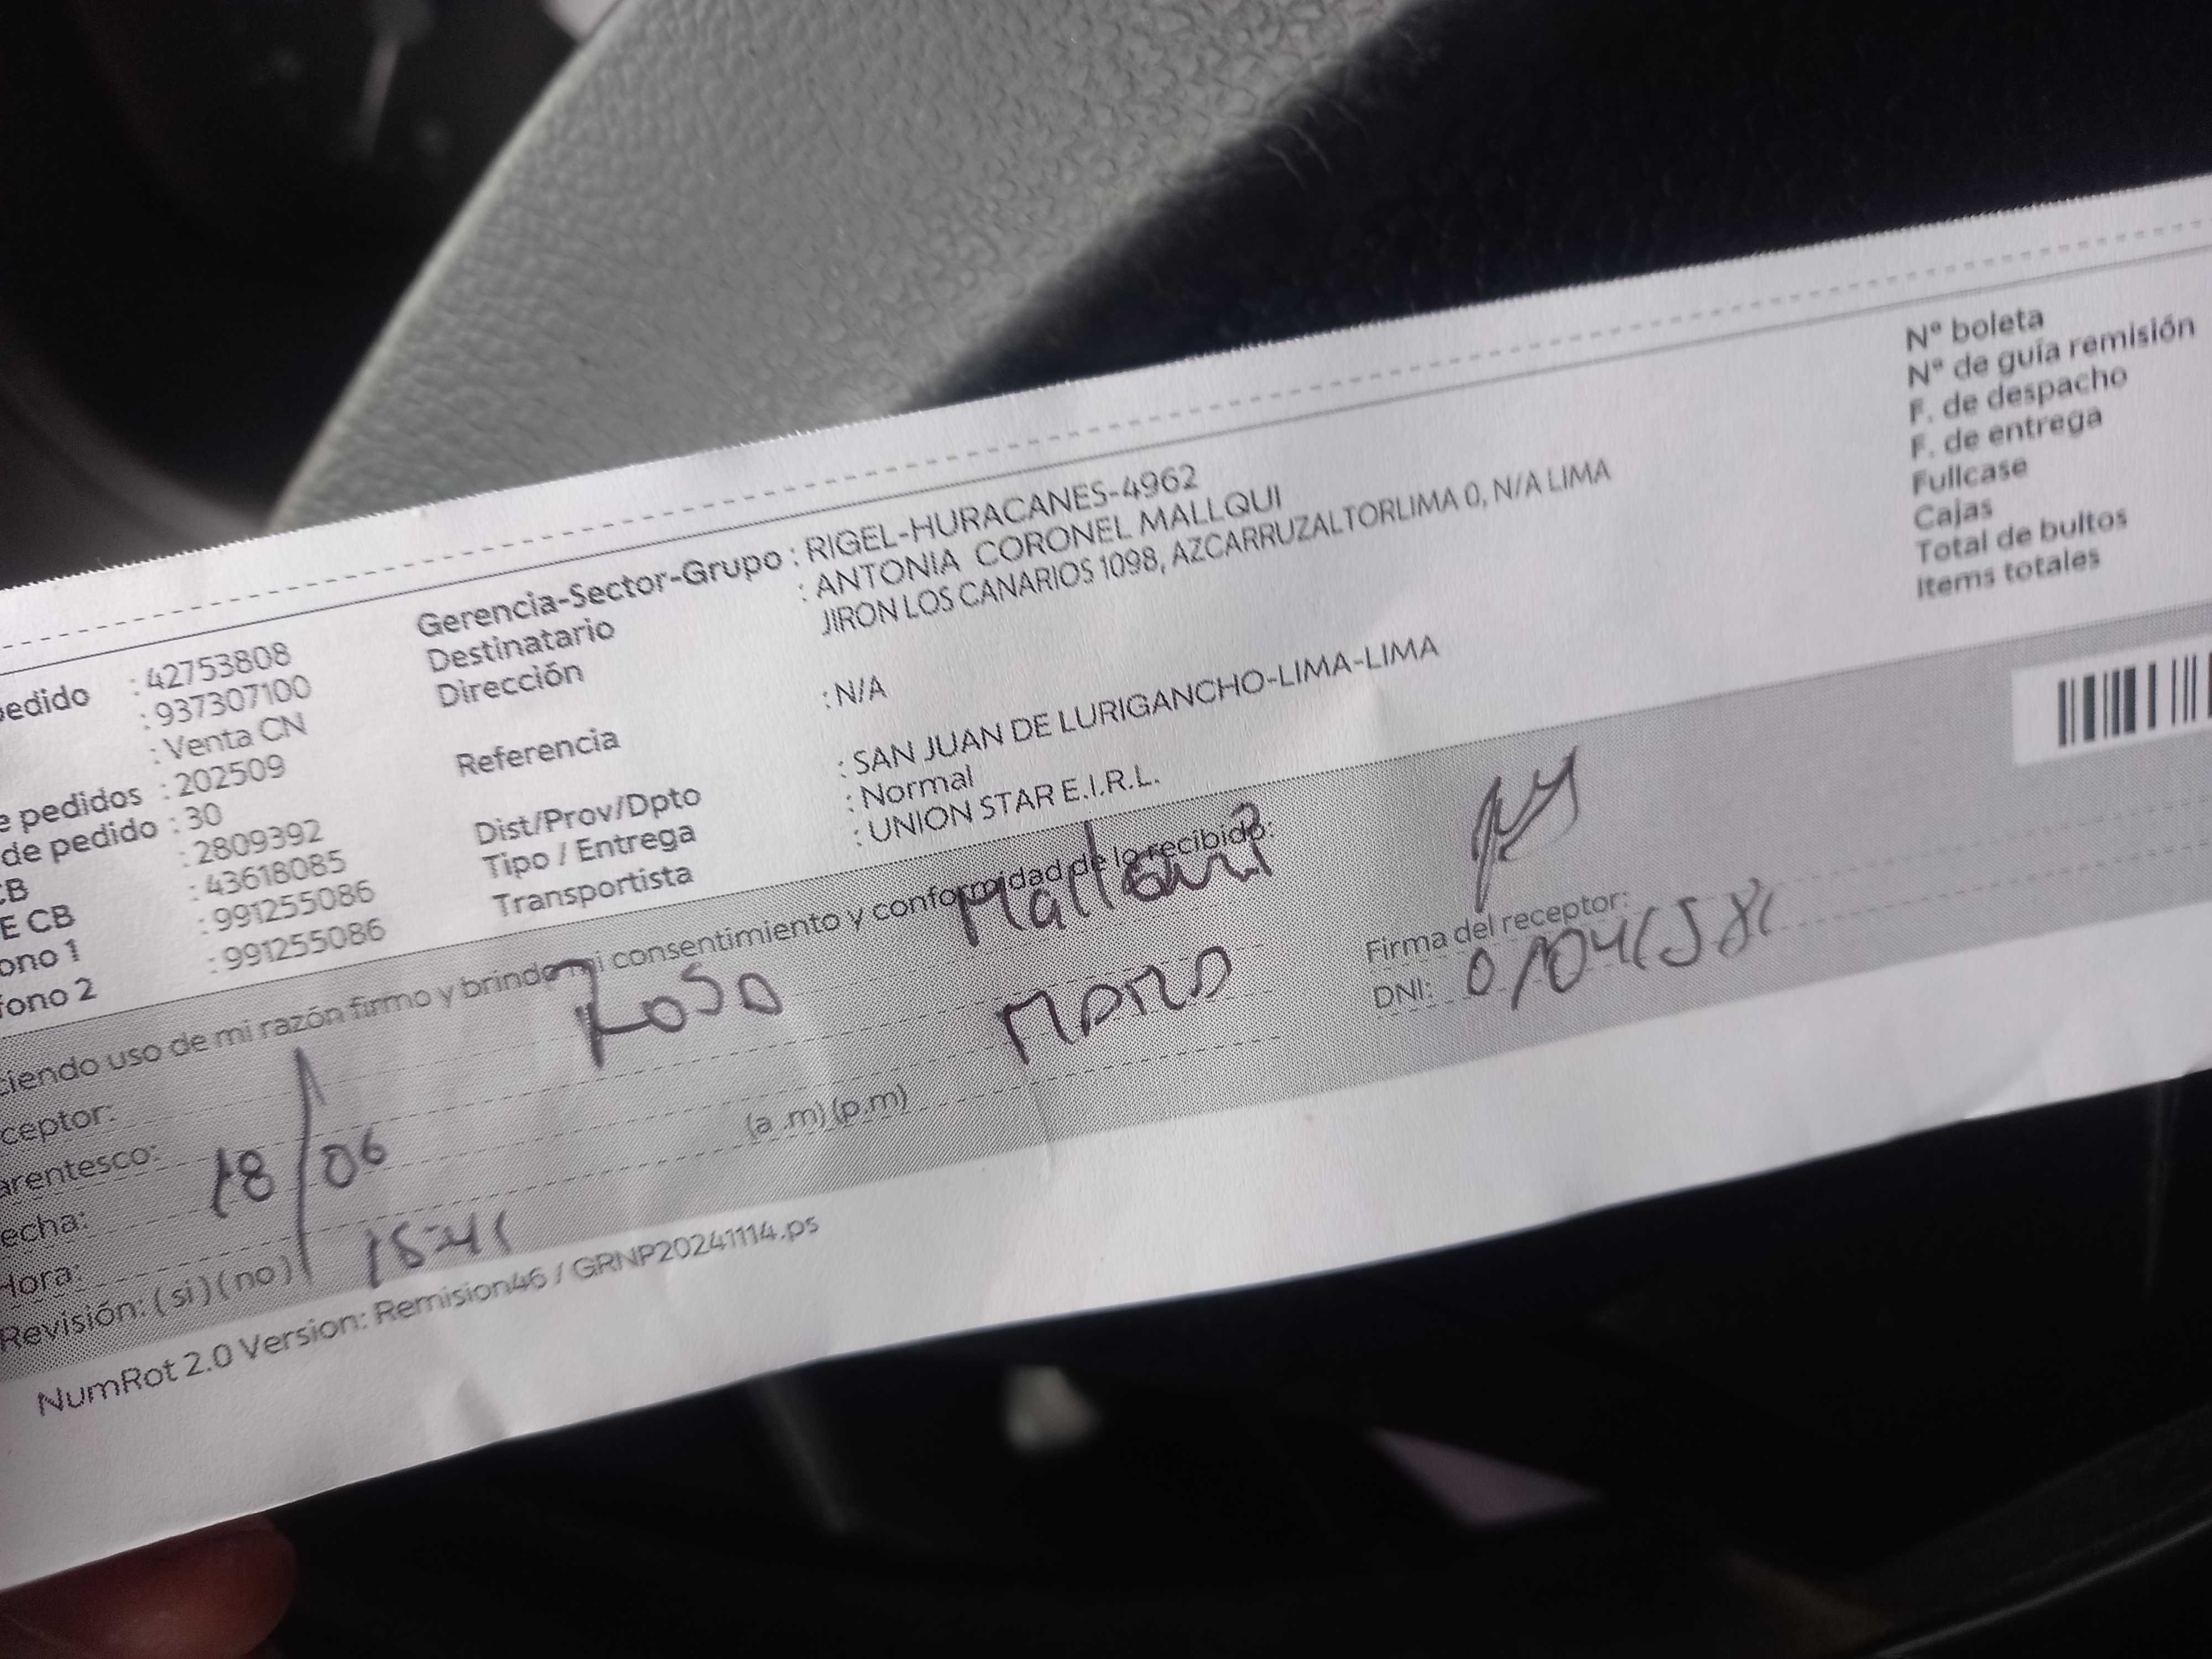 edido : 42753808
: 937307100
: Venta CN
e pedidos : 202509
de pedido : 30
CB : 2809392
E CB : 43618085
ono 1 : 991255086
fono 2 : 991255086
Gerencia-Sector-Grupo : RIGEL-HURACANES-4962
Destinatario : ANTONIA CORONEL MALLQUI
Dirección JIRON LOS CANARIOS 1098, AZCARRUZALTORLIMA 0, N/A LIMA
Referencia : N/A
Dist/Prov/Dpto : SAN JUAN DE LURIGANCHO-LIMA-LIMA
Tipo / Entrega : Normal
Transportista : UNION STAR E.I.R.L.
N° boleta
N° de guía remisión
F. de despacho
F. de entrega
Fullcase
Cajas
Total de bultos
Items totales
ciendo uso de mi razón firmo y brindo mi consentimiento y conformidad de lo recibido:
ceptor: Rosa Mallqui
arentesco:
echa: 18/06
Hora: (a .m) (p.m)
Revisión: ( si ) ( no ) 15:41
Firma del receptor:
DNI:
NumRot 2.0 Version: Remision46 / GRNP20241114.ps